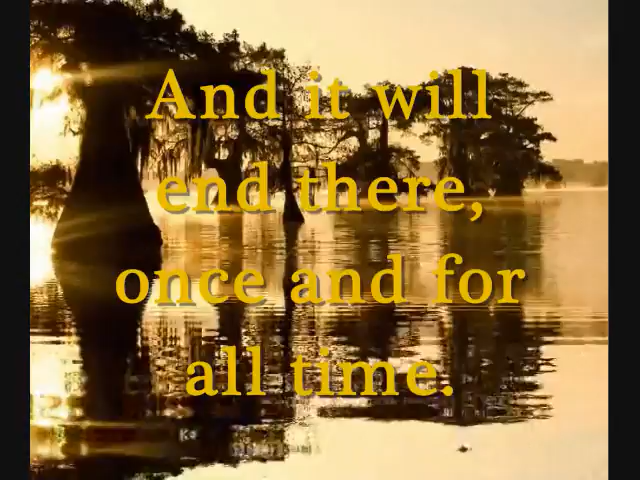 And it will
end there,
once and for
all time.